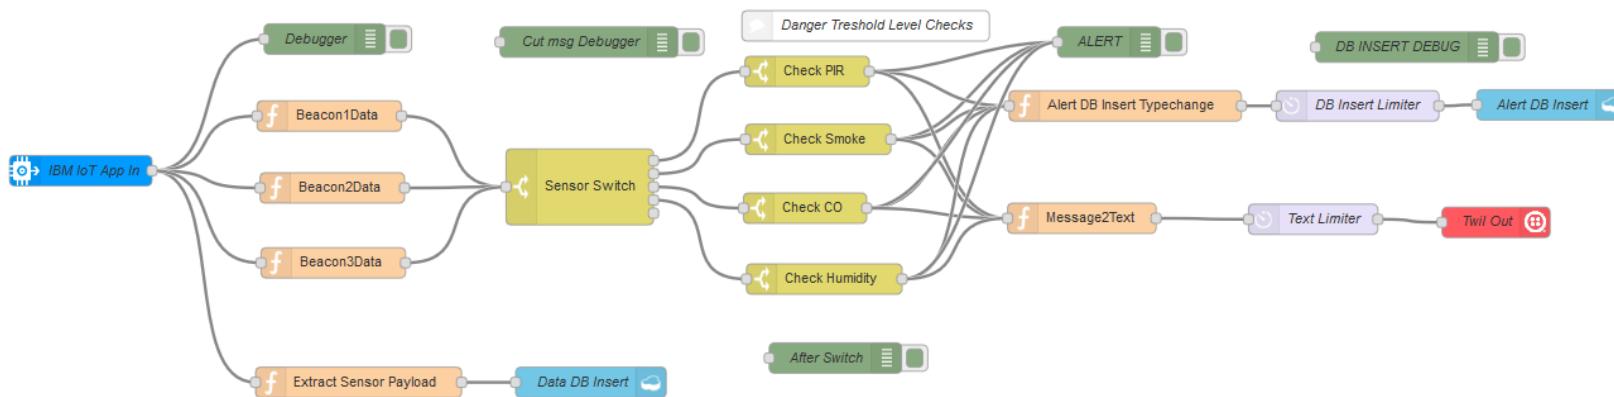 Danger Treshold Level Checks
Debugger
Cut msg Debugger
ALERT
DB INSERT DEBUG
Check PIR
Beacon1Data
Alert DB Insert Typechange
DB Insert Limiter
Alert DB Insert
Check Smoke
IBM IoT App In
Beacon2Data
Sensor Switch
Check CO
Message2Text
Text Limiter
Twil Out
Beacon3Data
Check Humidity
After Switch
Extract Sensor Payload
Data DB Insert